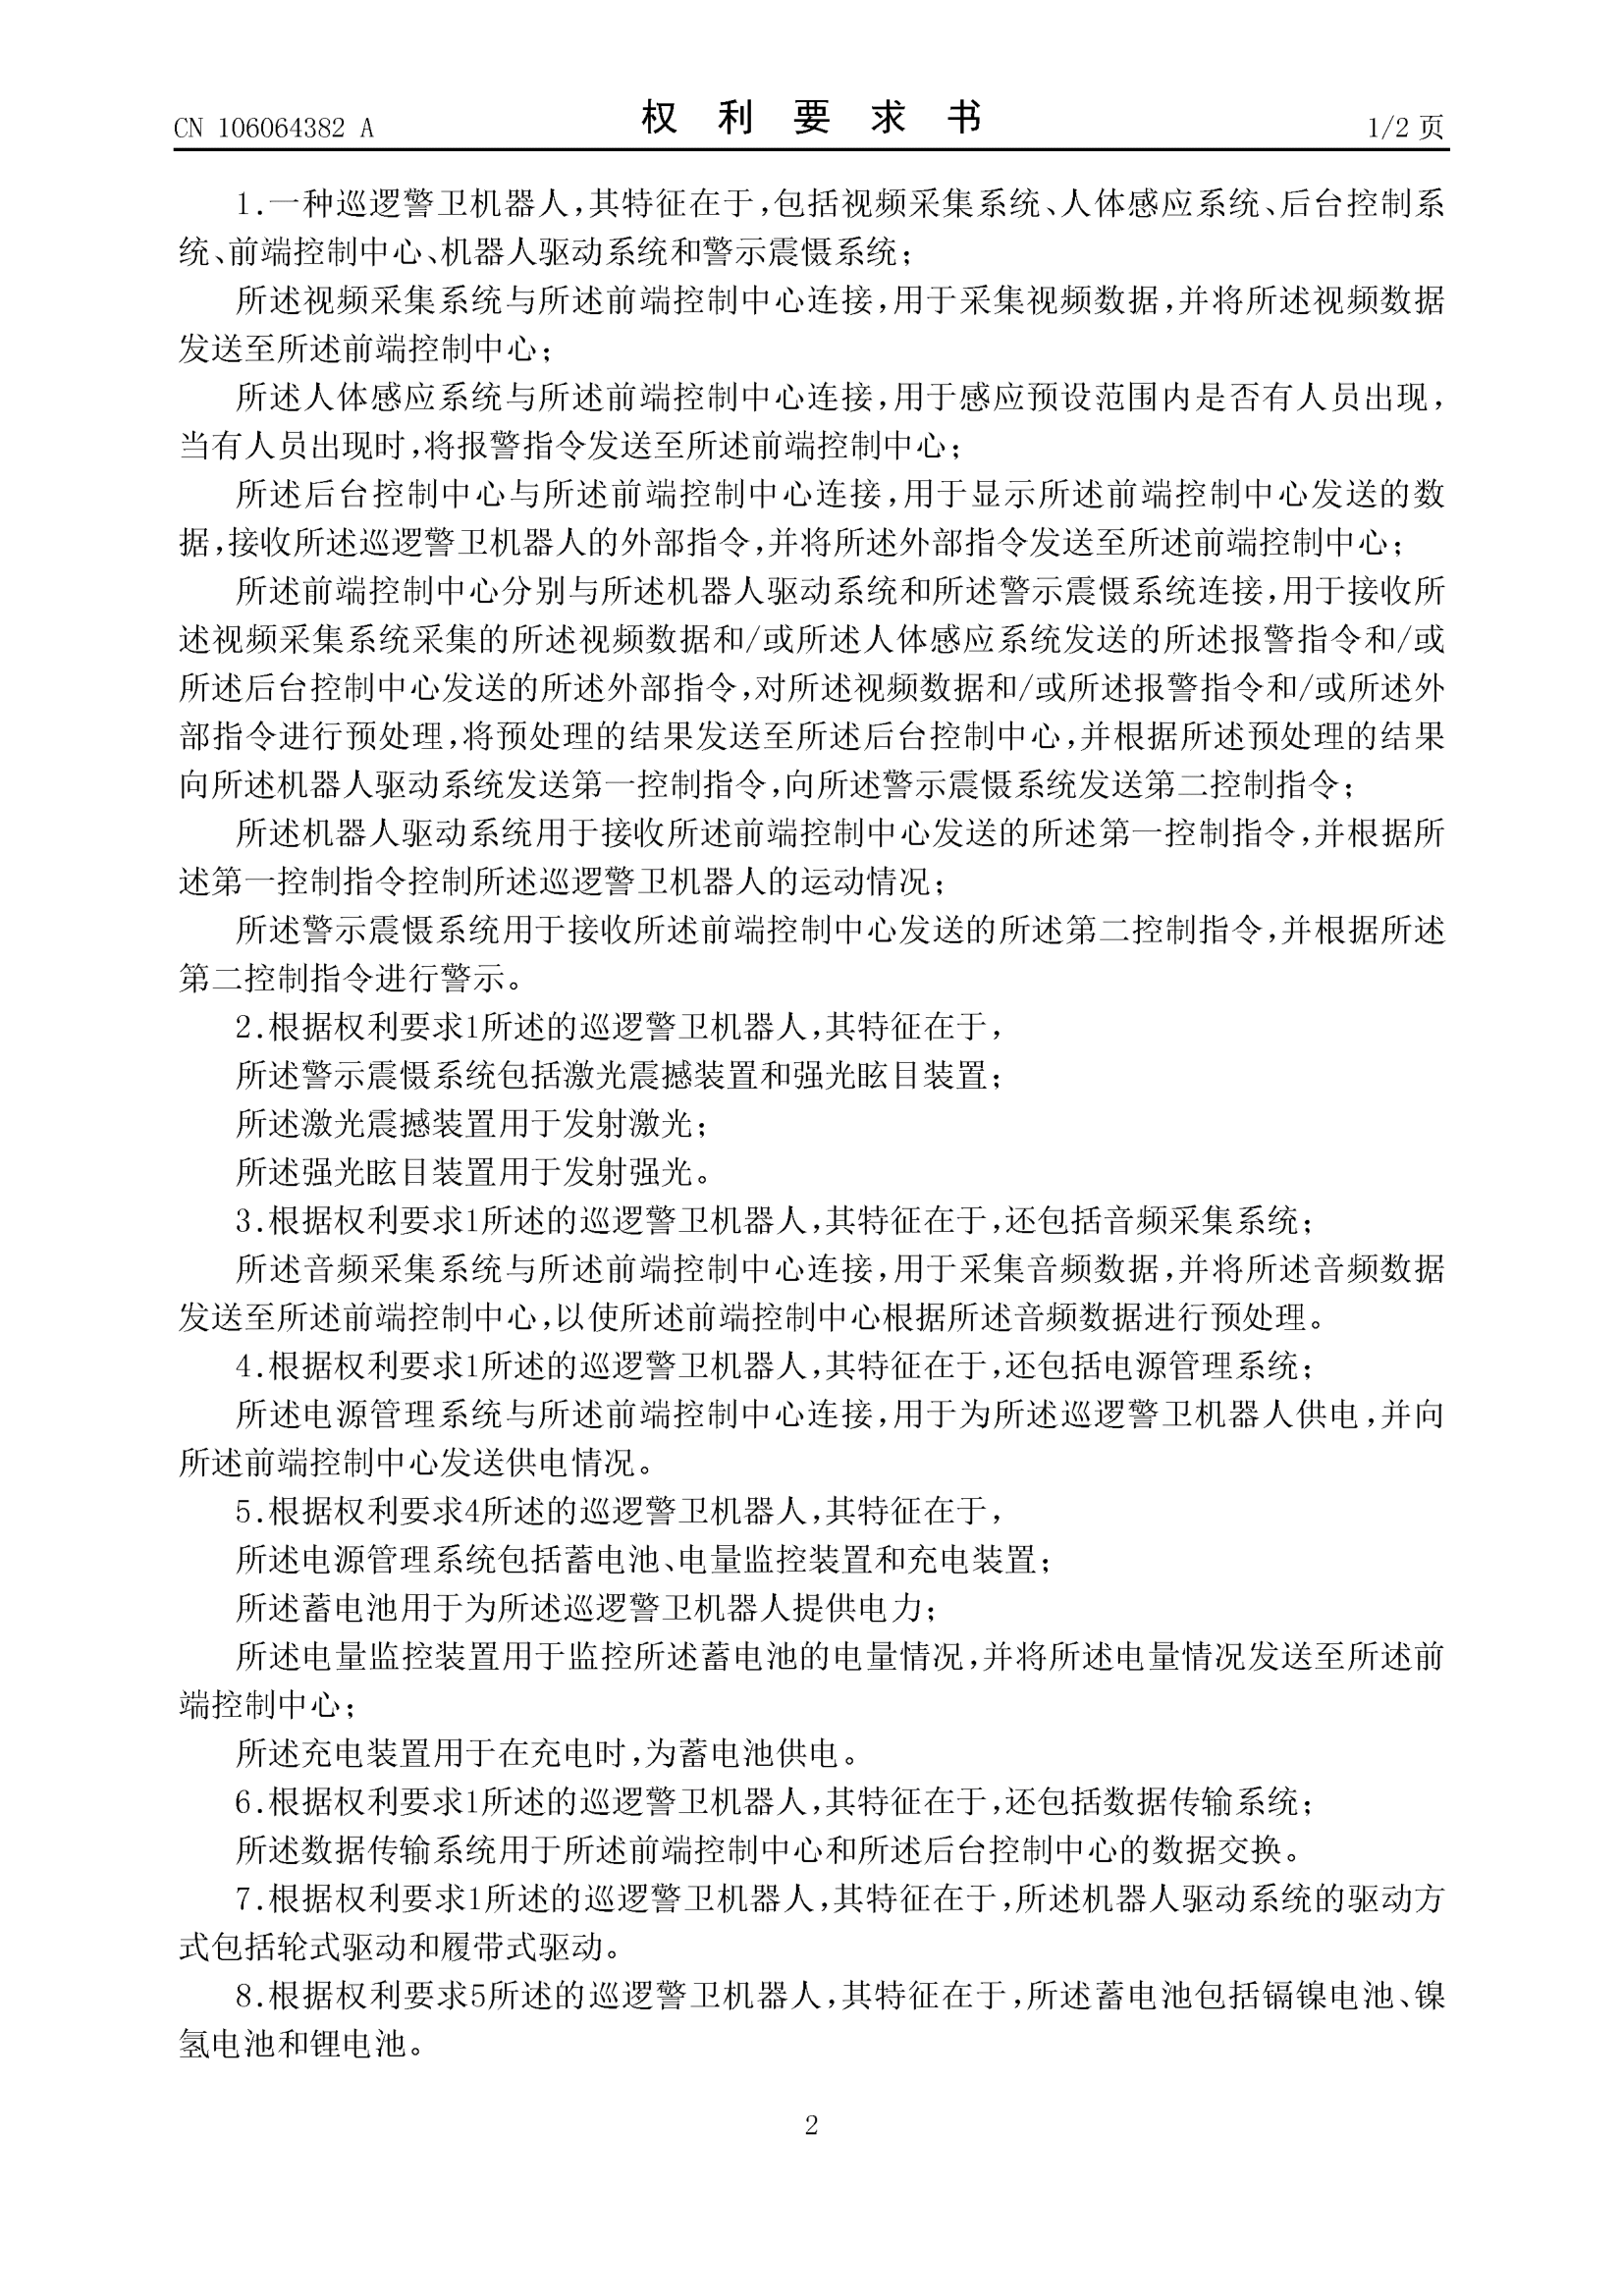 CN 106064382 A
权利要求书
1/2 页
1.一种巡逻警卫机器人,其特征在于,包括视频采集系统、人体感应系统、后台控制系
统、前端控制中心、机器人驱动系统和警示震慑系统;
所述视频采集系统与所述前端控制中心连接,用于采集视频数据,并将所述视频数据
发送至所述前端控制中心;
所述人体感应系统与所述前端控制中心连接,用于感应预设范围内是否有人员出现,
当有人员出现时,将报警指令发送至所述前端控制中心;
所述后台控制中心与所述前端控制中心连接,用于显示所述前端控制中心发送的数
据,接收所述巡逻警卫机器人的外部指令,并将所述外部指令发送至所述前端控制中心;
所述前端控制中心分别与所述机器人驱动系统和所述警示震慑系统连接,用于接收所
述视频采集系统采集的所述视频数据和/或所述人体感应系统发送的所述报警指令和/或
所述后台控制中心发送的所述外部指令,对所述视频数据和/或所述报警指令和/或所述外
部指令进行预处理,将预处理的结果发送至所述后台控制中心,并根据所述预处理的结果
向所述机器人驱动系统发送第一控制指令,向所述警示震慑系统发送第二控制指令;
所述机器人驱动系统用于接收所述前端控制中心发送的所述第一控制指令,并根据所
述第一控制指令控制所述巡逻警卫机器人的运动情况;
所述警示震慑系统用于接收所述前端控制中心发送的所述第二控制指令,并根据所述
第二控制指令进行警示。
2.根据权利要求1所述的巡逻警卫机器人,其特征在于,
所述警示震慑系统包括激光震撼装置和强光眩目装置;
所述激光震撼装置用于发射激光;
所述强光眩目装置用于发射强光。
3.根据权利要求1所述的巡逻警卫机器人,其特征在于,还包括音频采集系统;
所述音频采集系统与所述前端控制中心连接,用于采集音频数据,并将所述音频数据
发送至所述前端控制中心,以使所述前端控制中心根据所述音频数据进行预处理。
4.根据权利要求1所述的巡逻警卫机器人,其特征在于,还包括电源管理系统;
所述电源管理系统与所述前端控制中心连接,用于为所述巡逻警卫机器人供电,并向
所述前端控制中心发送供电情况。
5.根据权利要求4所述的巡逻警卫机器人,其特征在于,
所述电源管理系统包括蓄电池、电量监控装置和充电装置;
所述蓄电池用于为所述巡逻警卫机器人提供电力;
所述电量监控装置用于监控所述蓄电池的电量情况,并将所述电量情况发送至所述前
端控制中心;
所述充电装置用于在充电时,为蓄电池供电。
6.根据权利要求1所述的巡逻警卫机器人,其特征在于,还包括数据传输系统;
所述数据传输系统用于所述前端控制中心和所述后台控制中心的数据交换。
7.根据权利要求1所述的巡逻警卫机器人,其特征在于,所述机器人驱动系统的驱动方
式包括轮式驱动和履带式驱动。
8.根据权利要求5所述的巡逻警卫机器人,其特征在于,所述蓄电池包括镉镍电池、镍
氢电池和锂电池。
2